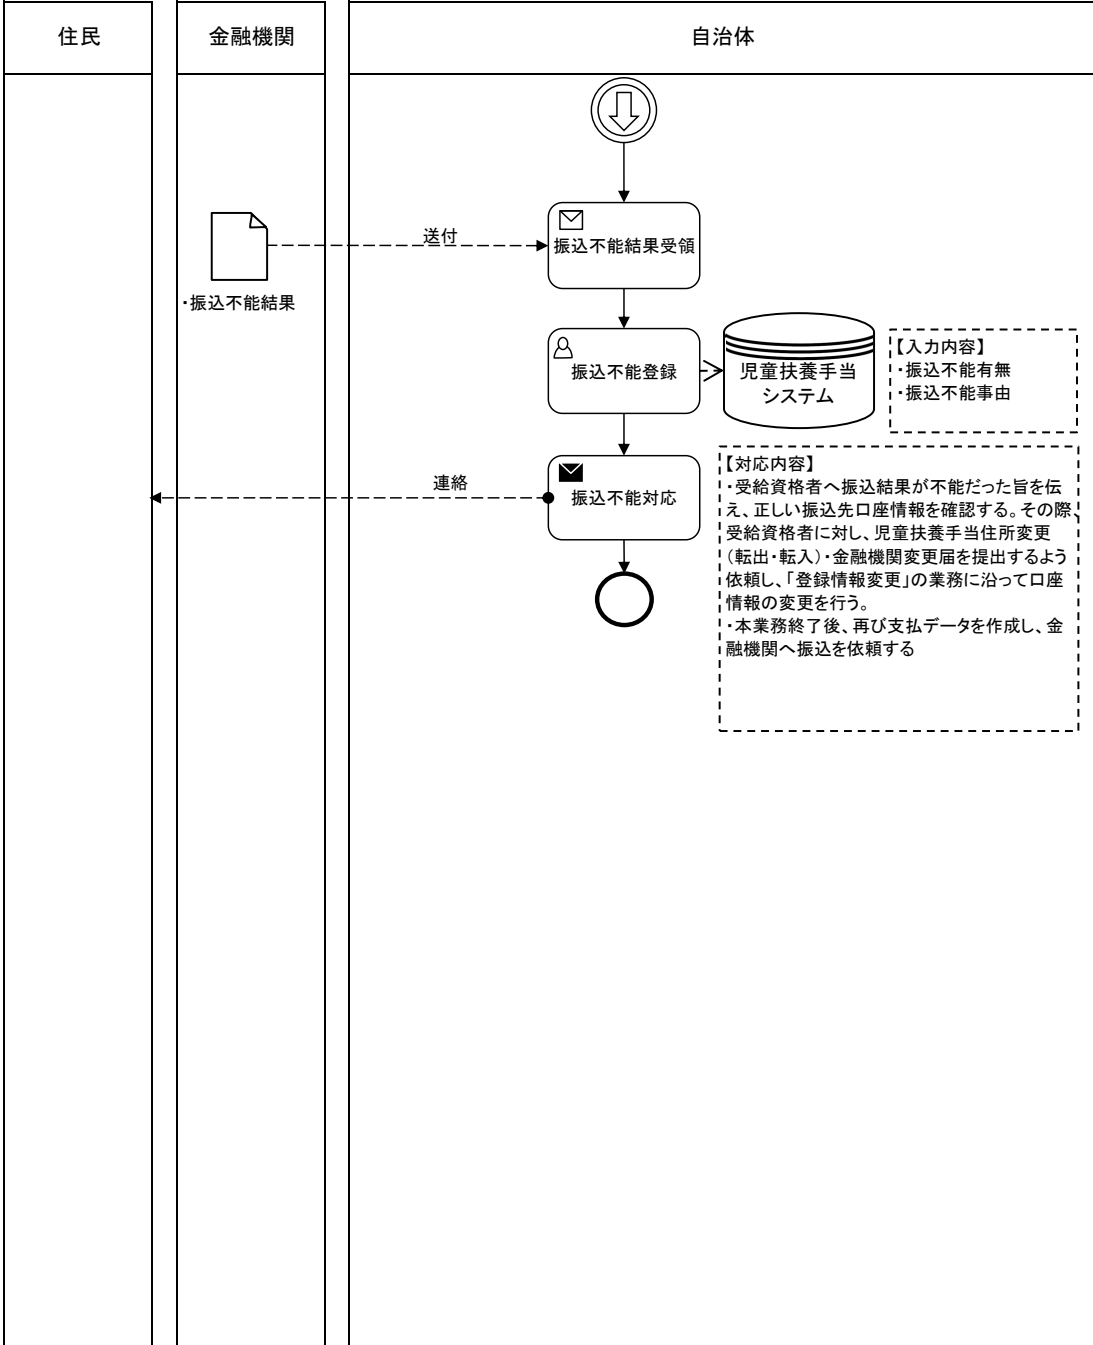 住民
金融機関
自治体
送付
振込不能結果受領
・振込不能結果
振込不能登録
児童扶養手当
システム
【入力内容】
・振込不能有無
・振込不能事由
連絡
振込不能対応
【対応内容】
・受給資格者へ振込結果が不能だった旨を伝
え、正しい振込先口座情報を確認する。その際、
受給資格者に対し、児童扶養手当住所変更
（転出・転入）・金融機関変更届を提出するよう
依頼し、「登録情報変更」の業務に沿って口座
情報の変更を行う。
・本業務終了後、再び支払データを作成し、金
融機関へ振込を依頼する